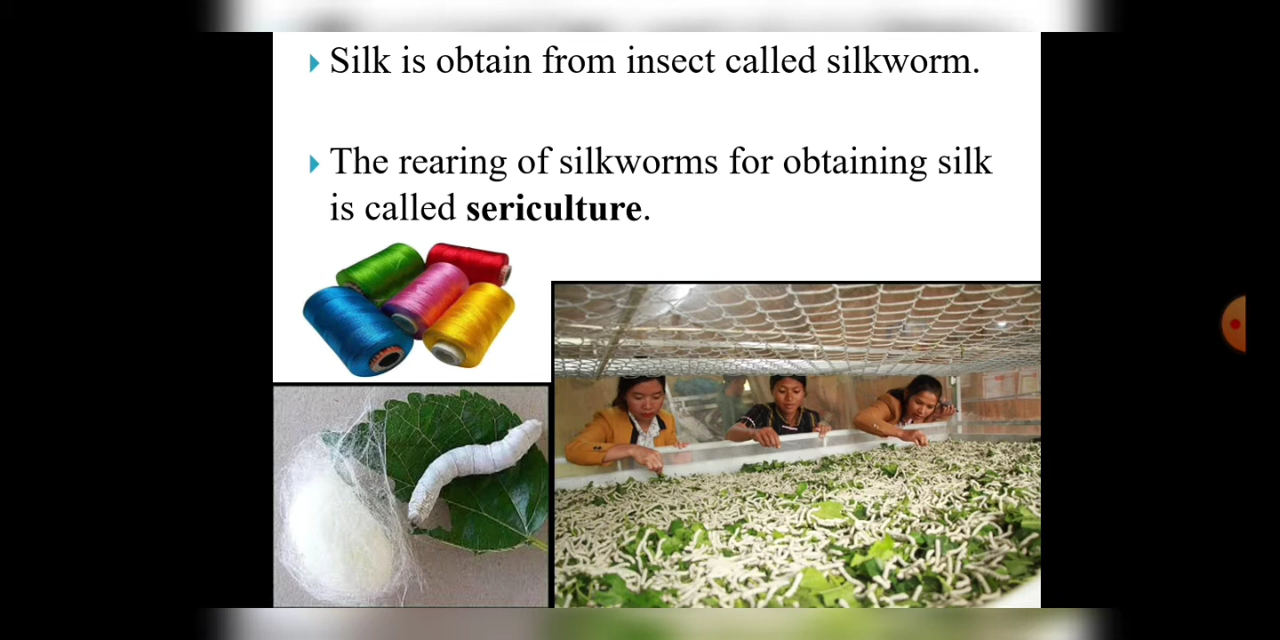 Silk is obtain from insect called silkworm.
The rearing of silkworms for obtaining silk
is called sericulture.